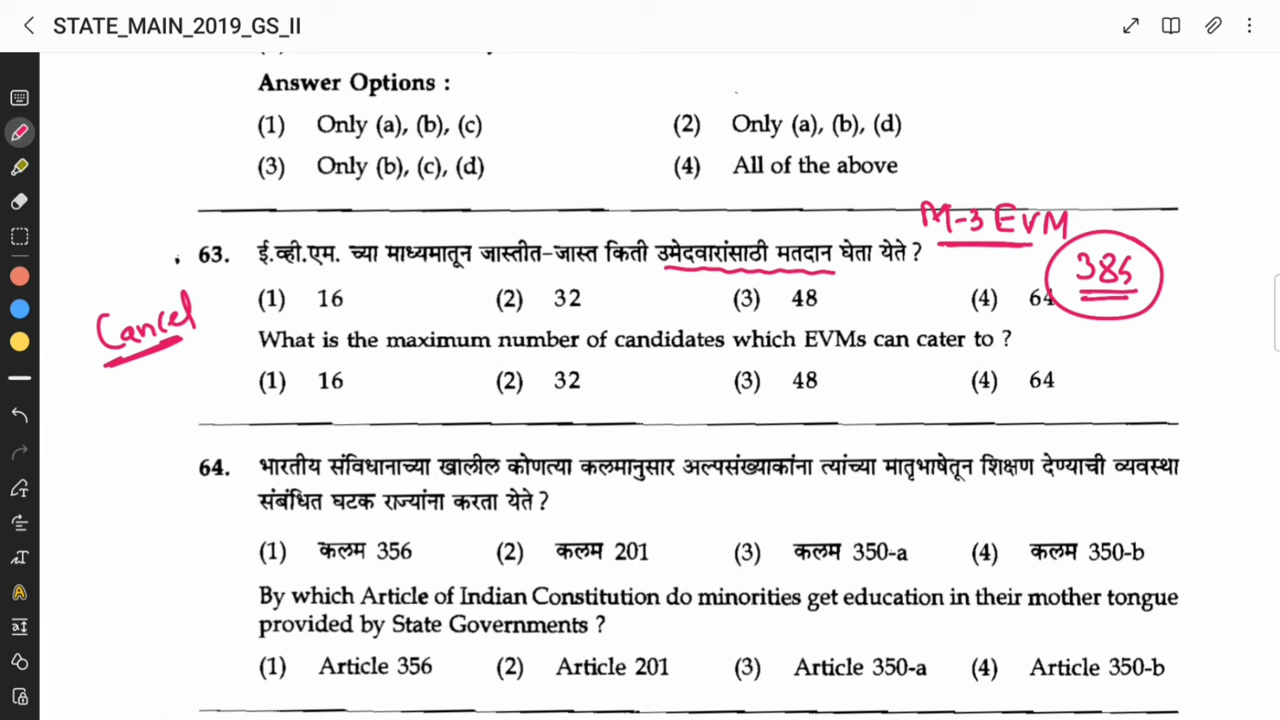 STATE_MAIN_2019_GS_II
Answer Options :
(1) Only (a), (b), (c) (2) Only (a), (b), (d)
(3) Only (b), (c), (d) (4) All of the above
M-3 EVM
63. ई.व्ही.एम. च्या माध्यमातून जास्तीत-जास्त किती उमेदवारांसाठी मतदान घेता येते ?
384
(1) 16 (2) 32 (3) 48 (4) 64
Cancel
What is the maximum number of candidates which EVMs can cater to ?
(1) 16 (2) 32 (3) 48 (4) 64
64. भारतीय संविधानाच्या खालील कोणत्या कलमानुसार अल्पसंख्याकांना त्यांच्या मातृभाषेतून शिक्षण देण्याची व्यवस्था
संबंधित घटक राज्यांना करता येते ?
(1) कलम 356 (2) कलम 201 (3) कलम 350-a (4) कलम 350-b
By which Article of Indian Constitution do minorities get education in their mother tongue
provided by State Governments ?
(1) Article 356 (2) Article 201 (3) Article 350-a (4) Article 350-b